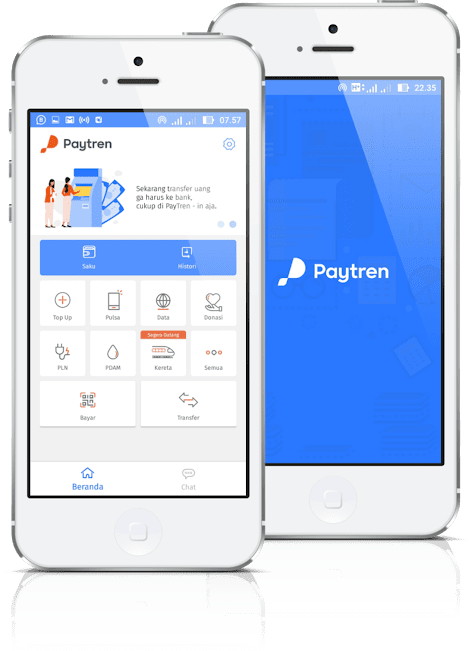 07.57
Paytren
Sekarang transfer uang
ga harus ke bank,
cukup di PayTren - in aja.
Saku
Histori
Top Up
Pulsa
Data
Donasi
Segera Datang
PLN
PDAM
Kereta
Semua
Bayar
Transfer
Beranda
Chat
22.35
Paytren